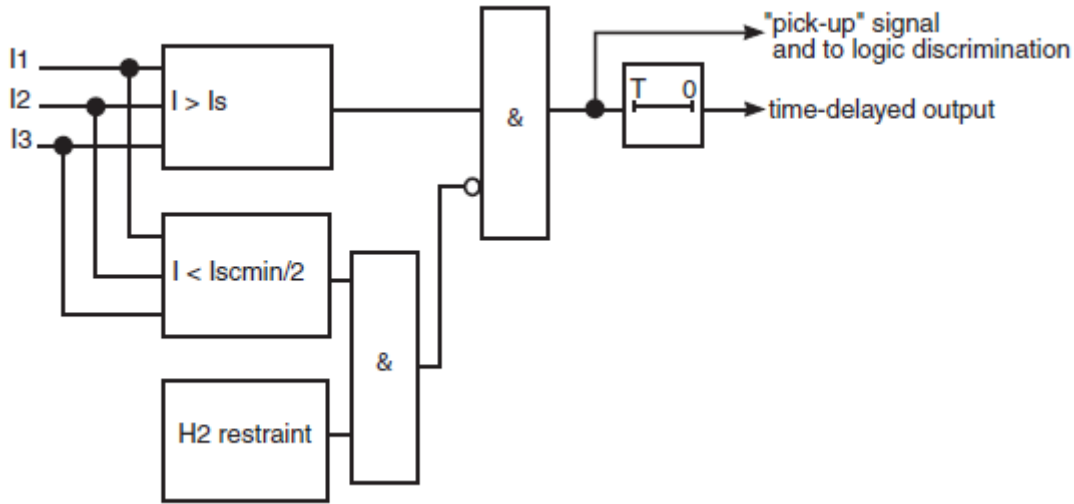 "pick-up" signal
and to logic discrimination
I1
I2
I3
I > Is
&
T 0
time-delayed output
I < Iscmin/2
&
H2 restraint